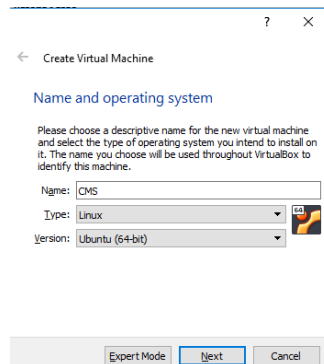 ?
Create Virtual Machine
Name and operating system
Please choose a descriptive name for the new virtual machine
and select the type of operating system you intend to install on
it. The name you choose will be used throughout VirtualBox to
identify this machine.
Name: CMS
Type: Linux
64
Version: Ubuntu (64-bit)
Expert Mode Next Cancel